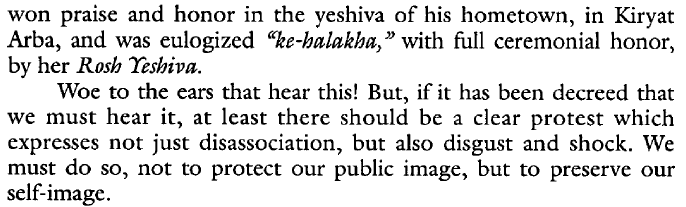 won praise and honor in the yeshiva of his hometown, in Kiryat
Arba, and was eulogized “ke-halakha,” with full ceremonial honor,
by her Rosh Yeshiva.
Woe to the ears that hear this! But, if it has been decreed that
we must hear it, at least there should be a clear protest which
expresses not just disassociation, but also disgust and shock. We
must do so, not to protect our public image, but to preserve our
self-image.